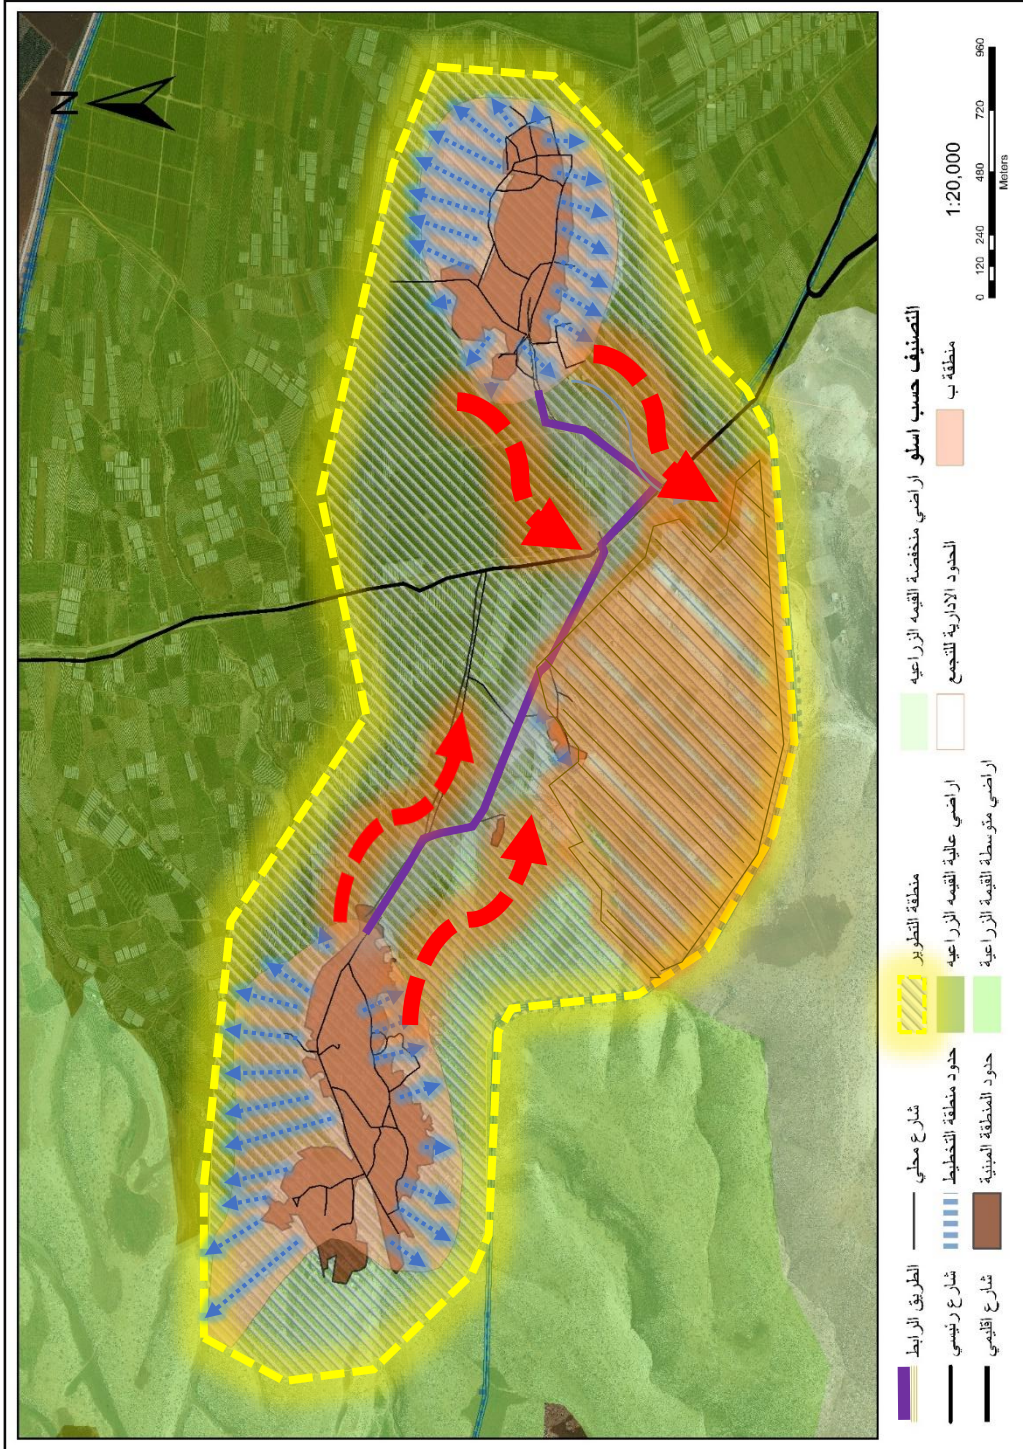 N
الطريق الرابط
شارع رئيسي
شارع اقليمي
شارع محلي
حدود منطقة التخطيط
حدود المنطقة المبنية
منطقة التطوير
اراضي عالية القيمه الزراعيه
اراضي متوسطة القيمة الزراعية
اراضي منخفضة القيمه الزراعيه
الحدود الادارية للتجمع
التصنيف حسب اسلو
منطقة ب
1:20,000
0 120 240 480 720 960
Meters